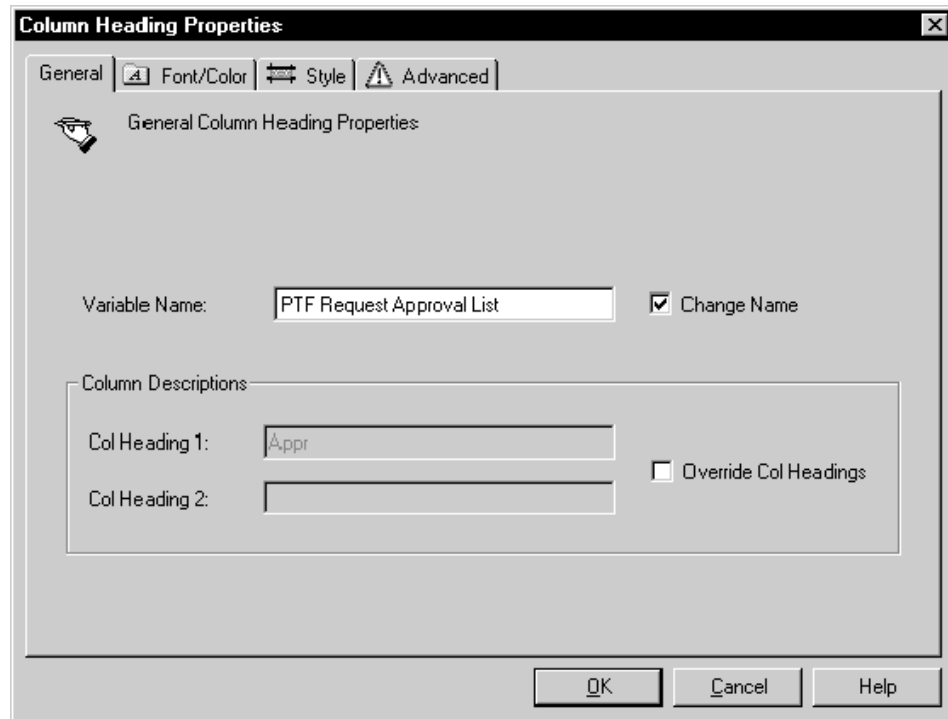 Column Heading Properties
General Font/Color Style Advanced
General Column Heading Properties
Variable Name: PTF Request Approval List Change Name
Column Descriptions
Col Heading 1: Appr
Override Col Headings
Col Heading 2:
OK Cancel Help